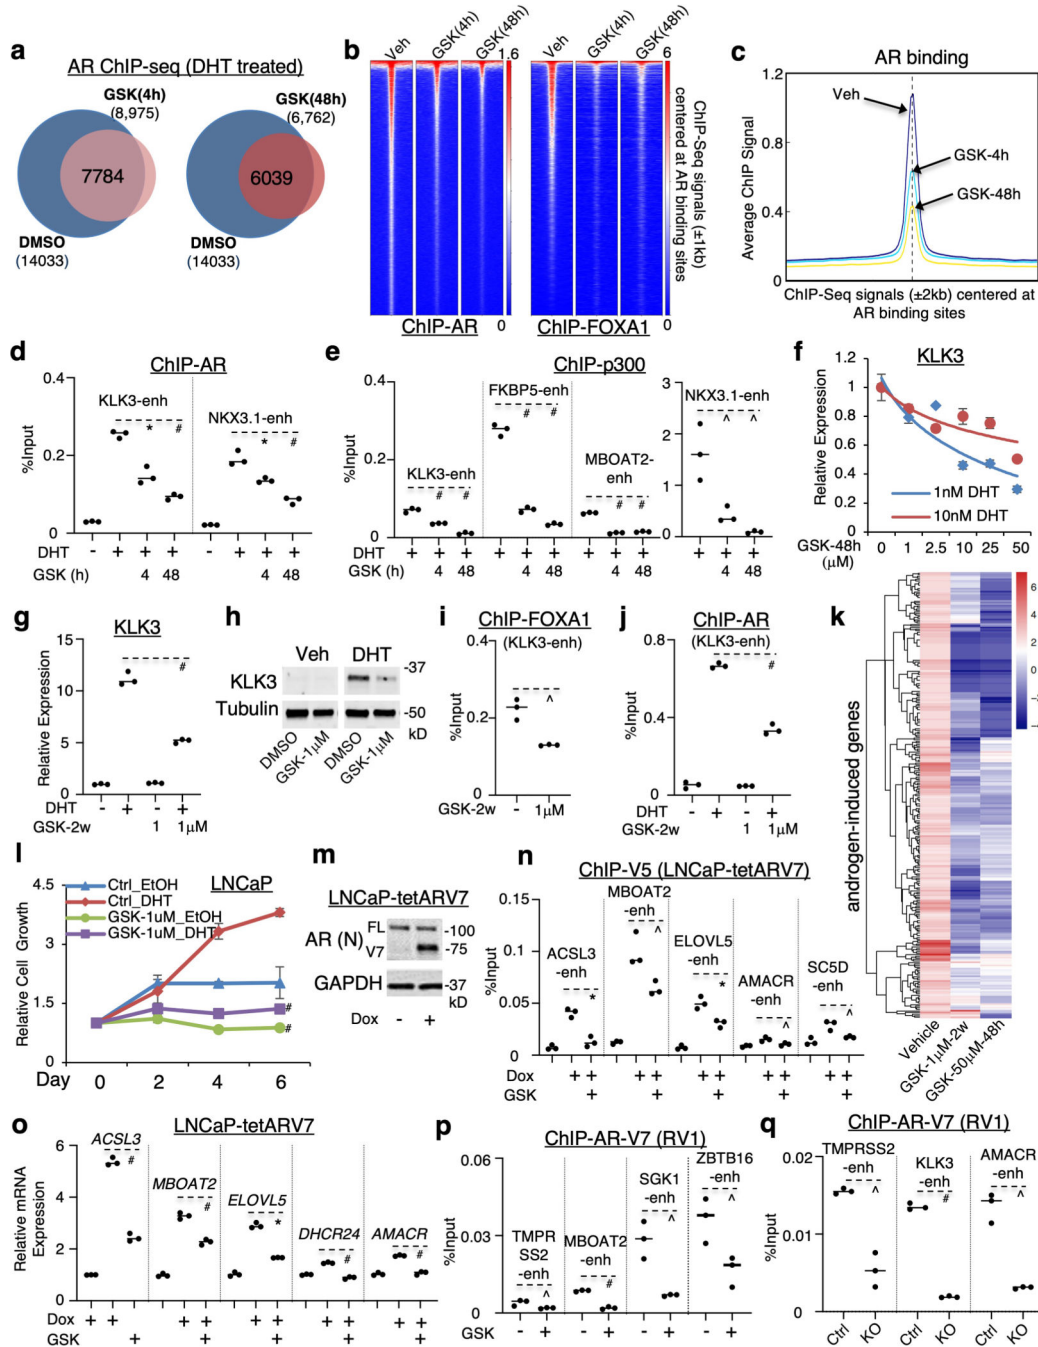 a
AR ChIP-seq (DHT treated)
GSK(4h)
(8,975)
GSK(48h)
(6,762)
7784
6039
DMSO
(14033)
DMSO
(14033)
b
Veh
GSK(4h)
GSK(48h)
1.6
Veh
GSK(4h)
GSK(48h)
6
ChIP-Seq signals (±1kb)
centered at AR binding sites
0
0
ChIP-AR
ChIP-FOXA1
c
AR binding
Average ChIP Signal
1.2
0.8
0.4
0
Veh
GSK-4h
GSK-48h
ChIP-Seq signals (±2kb) centered at
AR binding sites
d
ChIP-AR
%Input
0.4
0.2
0
KLK3-enh
* #
NKX3.1-enh
* #
DHT - + + + - + + +
GSK (h) 4 48 4 48
e
ChIP-p300
%Input
0.4
0.2
0
KLK3-enh
# #
FKBP5-enh
# #
MBOAT2-
enh
# #
3
2
1
0
NKX3.1-enh
^ ^
DHT + + + + + + + + + + + +
GSK (h) 4 48 4 48 4 48 4 48
f
KLK3
Relative Expression
1.2
1
0.8
0.6
0.4
0.2
0
1nM DHT
10nM DHT
GSK-48h
(µM)
0 1 2.5 10 25 50
g
KLK3
Relative Expression
15
10
5
0
#
DHT - + - +
GSK-2w 1 1µM
h
Veh DHT
KLK3
Tubulin
-37
-50
kD
DMSO
GSK-1µM
DMSO
GSK-1µM
i
ChIP-FOXA1
(KLK3-enh)
%Input
0.4
0.2
0
^
- 1µM
GSK-2w
j
ChIP-AR
(KLK3-enh)
%Input
0.8
0.4
0
#
DHT - + - +
GSK-2w 1 1µM
k
androgen-induced genes
6
4
2
0
-2
-4
Vehicle
GSK-1µM-2w
GSK-50µM-48h
l
LNCaP
Relative Cell Growth
4.5
3
1.5
0
Ctrl_EtOH
Ctrl_DHT
GSK-1uM_EtOH
GSK-1uM_DHT
#
#
Day 0 2 4 6
m
LNCaP-tetARV7
AR (N)
FL
V7
-100
-75
GAPDH
-37
kD
Dox - +
n
ChIP-V5 (LNCaP-tetARV7)
%Input
0.15
0.1
0.05
0
ACSL3
-enh
*
MBOAT2
-enh
^
ELOVL5
-enh
*
AMACR
-enh
^
SC5D
-enh
^
Dox + + + + + + + + + +
GSK + + + + +
o
LNCaP-tetARV7
Relative mRNA
Expression
6
4
2
0
ACSL3
#
MBOAT2
#
ELOVL5
*
DHCR24
#
AMACR
#
Dox + + + + + + + + + +
GSK + + + + +
p
ChIP-AR-V7 (RV1)
%Input
0.06
0.03
0
TMPR
SS2
-enh
^
MBOAT2
-enh
#
SGK1
-enh
^
ZBTB16
-enh
^
GSK - + - + - + - +
q
ChIP-AR-V7 (RV1)
%Input
0.02
0.01
0
TMPRSS2
-enh
^
KLK3
-enh
#
AMACR
-enh
^
Ctrl KO Ctrl KO Ctrl KO